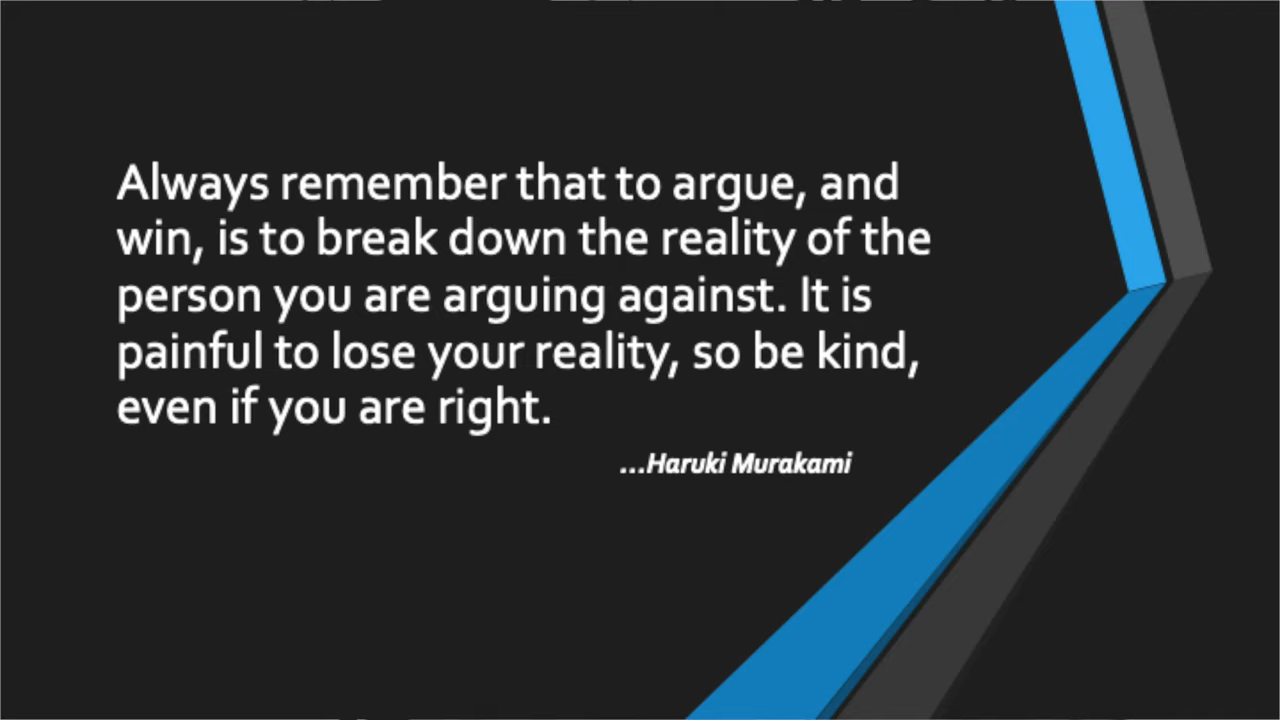 Always remember that to argue, and
win, is to break down the reality of the
person you are arguing against. It is
painful to lose your reality, so be kind,
even if you are right.
...Haruki Murakami